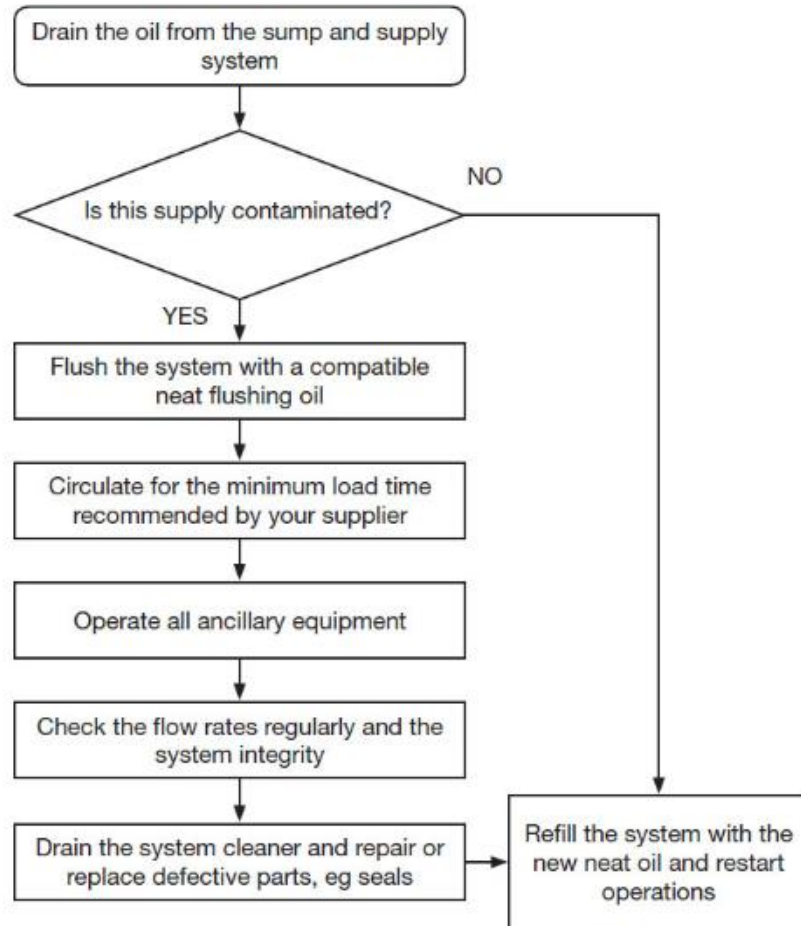 Drain the oil from the sump and supply
system
Is this supply contaminated?
NO
YES
Flush the system with a compatible
neat flushing oil
Circulate for the minimum load time
recommended by your supplier
Operate all ancillary equipment
Check the flow rates regularly and the
system integrity
Drain the system cleaner and repair or
replace defective parts, eg seals
Refill the system with the
new neat oil and restart
operations